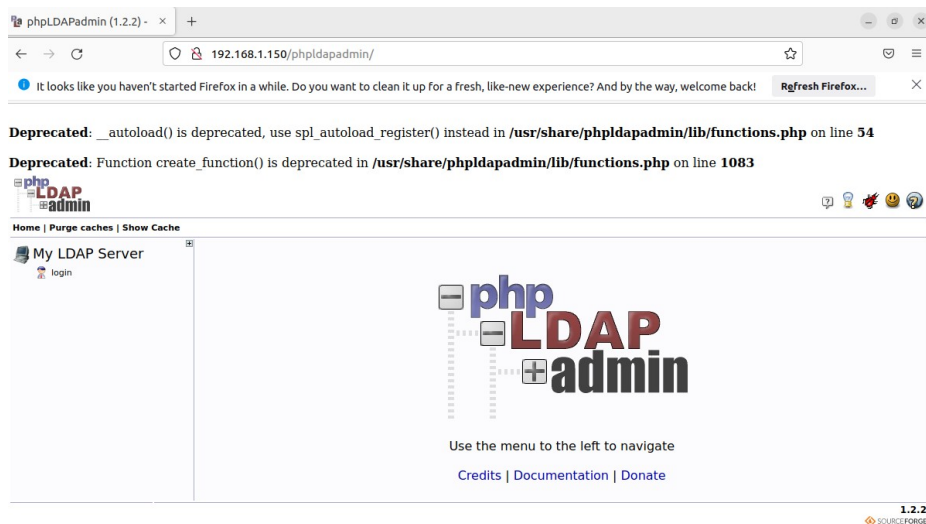 phpLDAPadmin (1.2.2) -
192.168.1.150/phpldapadmin/
It looks like you haven't started Firefox in a while. Do you want to clean it up for a fresh, like-new experience? And by the way, welcome back!
Refresh Firefox...
Deprecated: __autoload() is deprecated, use spl_autoload_register() instead in /usr/share/phpldapadmin/lib/functions.php on line 54
Deprecated: Function create_function() is deprecated in /usr/share/phpldapadmin/lib/functions.php on line 1083
php
LDAP
admin
Home | Purge caches | Show Cache
My LDAP Server
login
php
LDAP
admin
Use the menu to the left to navigate
Credits | Documentation | Donate
1.2.2
SOURCEFORGE